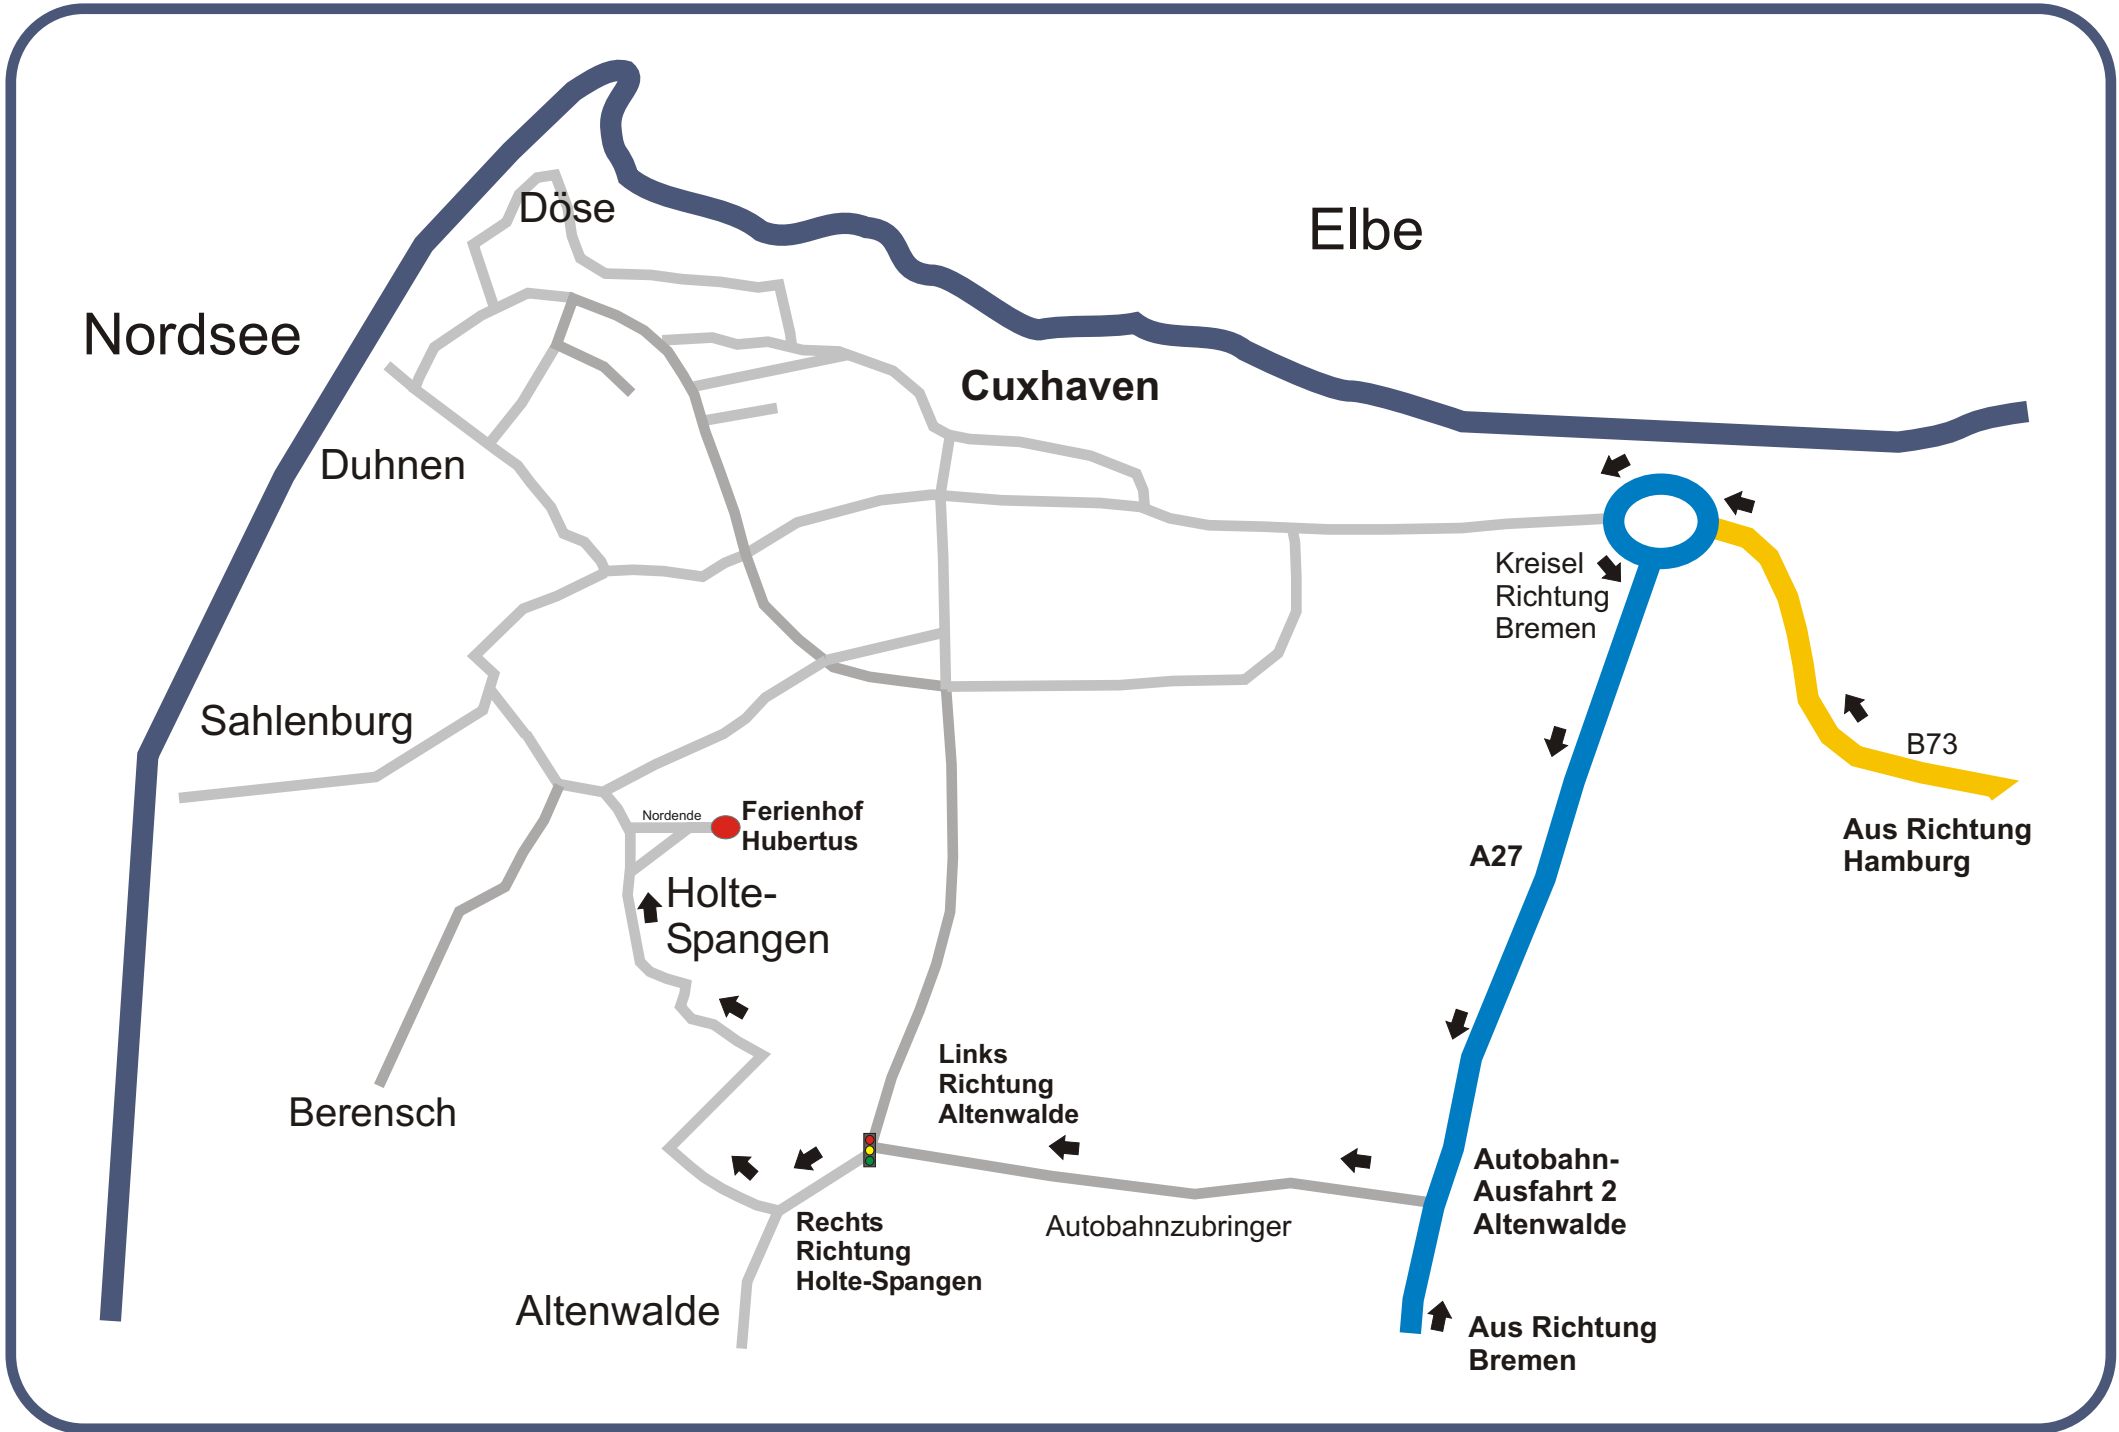 Döse
Elbe
Nordsee
Cuxhaven
Duhnen
Kreisel
Richtung
Bremen
Sahlenburg
B73
Nordende
Ferienhof
Hubertus
Aus Richtung
Hamburg
A27
Holte-
Spangen
Links
Richtung
Altenwalde
Berensch
Autobahn-
Ausfahrt 2
Altenwalde
Autobahnzubringer
Rechts
Richtung
Holte-Spangen
Altenwalde
Aus Richtung
Bremen